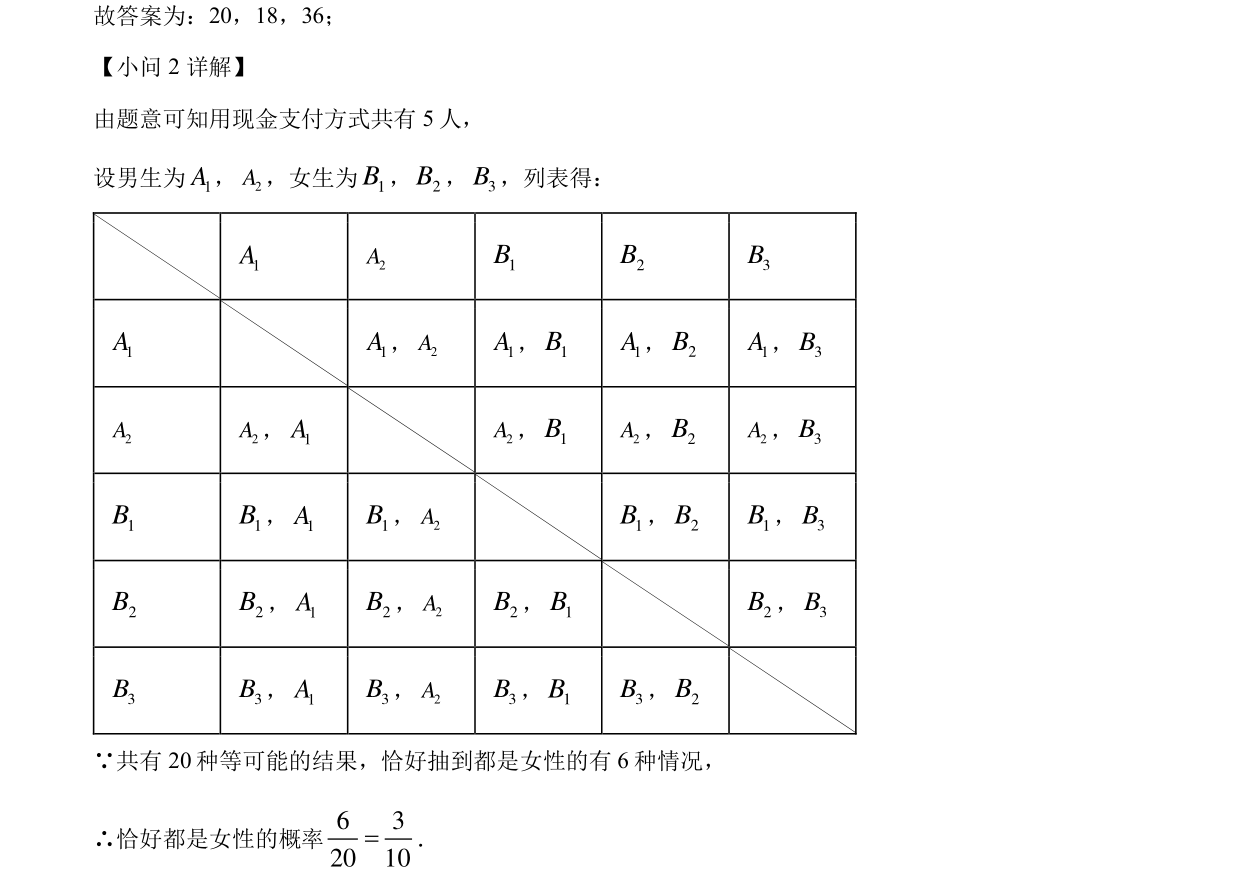 故答案为：20，18，36；
【小问 2 详解】
由题意可知用现金支付方式共有 5 人，
设男生为 A₁， A₂，女生为 B₁， B₂， B₃，列表得：
A₁ A₂ B₁ B₂ B₃
A₁ A₁， A₂ A₁， B₁ A₁， B₂ A₁， B₃
A₂ A₂， A₁ A₂， B₁ A₂， B₂ A₂， B₃
B₁ B₁， A₁ B₁， A₂ B₁， B₂ B₁， B₃
B₂ B₂， A₁ B₂， A₂ B₂， B₁ B₂， B₃
B₃ B₃， A₁ B₃， A₂ B₃， B₁ B₃， B₂
∵共有 20 种等可能的结果，恰好抽到都是女性的有 6 种情况，
∴恰好都是女性的概率 6/20 = 3/10 .